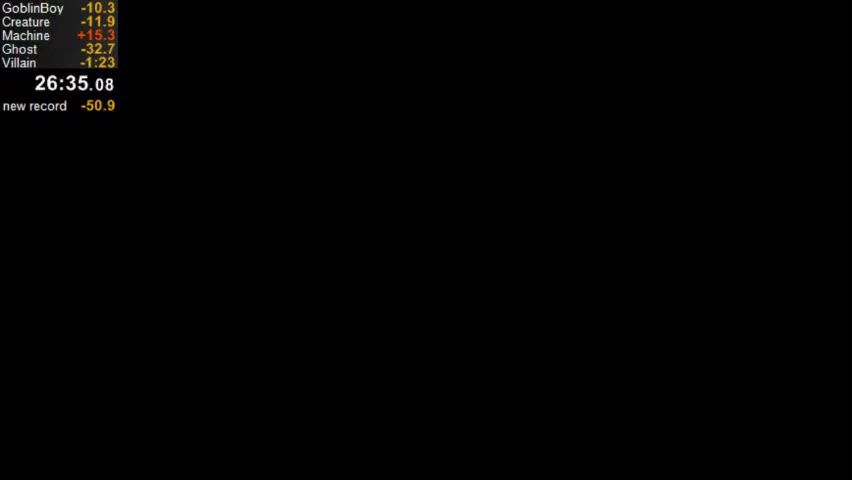 GoblinBoy -10.3
Creature -11.9
Machine +15.3
Ghost -32.7
Villain -1:23
26:35.08
new record -50.9